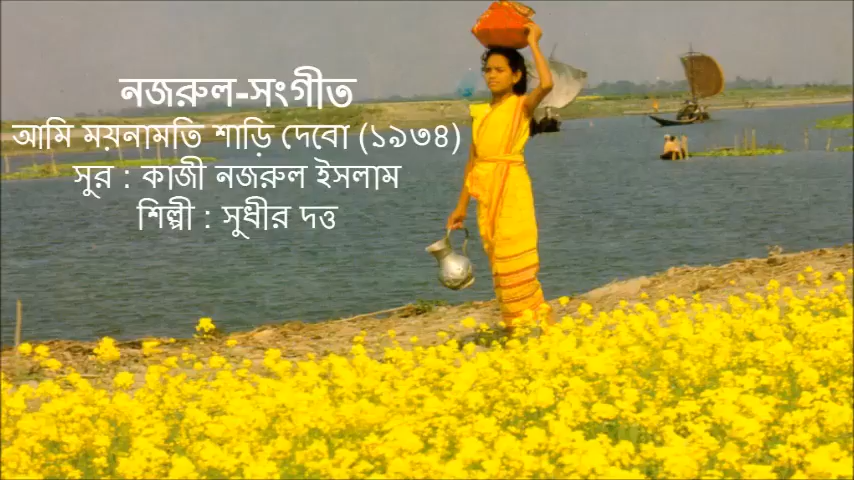 নজরুল-সংগীত
আমি ময়নামতি শাড়ি দেবো (১৯৩৪)
সুর : কাজী নজরুল ইসলাম
শিল্পী : সুধীর দত্ত